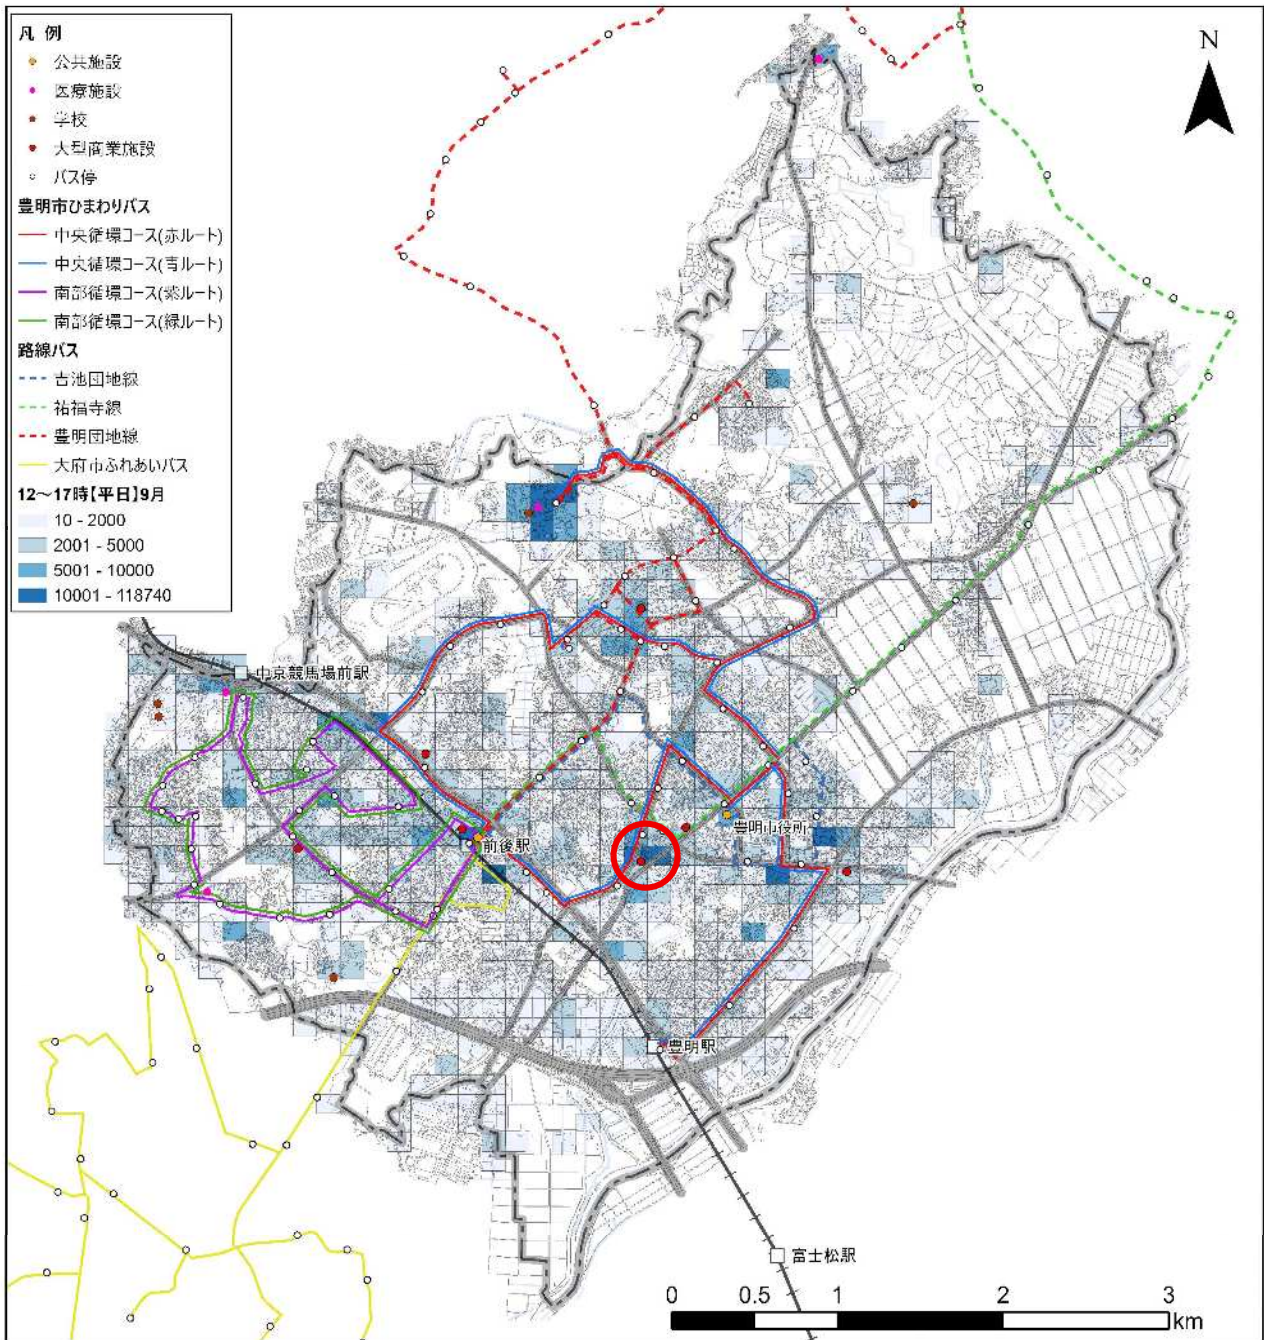 凡 例
公共施設
医療施設
学校
大型商業施設
バス停
豊明市ひまわりバス
中央循環コース(赤ルート)
中央循環コース(青ルート)
南部循環コース(紫ルート)
南部循環コース(緑ルート)
路線バス
吉池団地線
祐福寺線
豊明団地線
大府市ふれあいバス
12～17時【平日】9月
10 - 2000
2001 - 5000
5001 - 10000
10001 - 118740
N
中京競馬場前駅
前後駅
豊明市役所
豊明駅
富士松駅
0 0.5 1 2 3
km